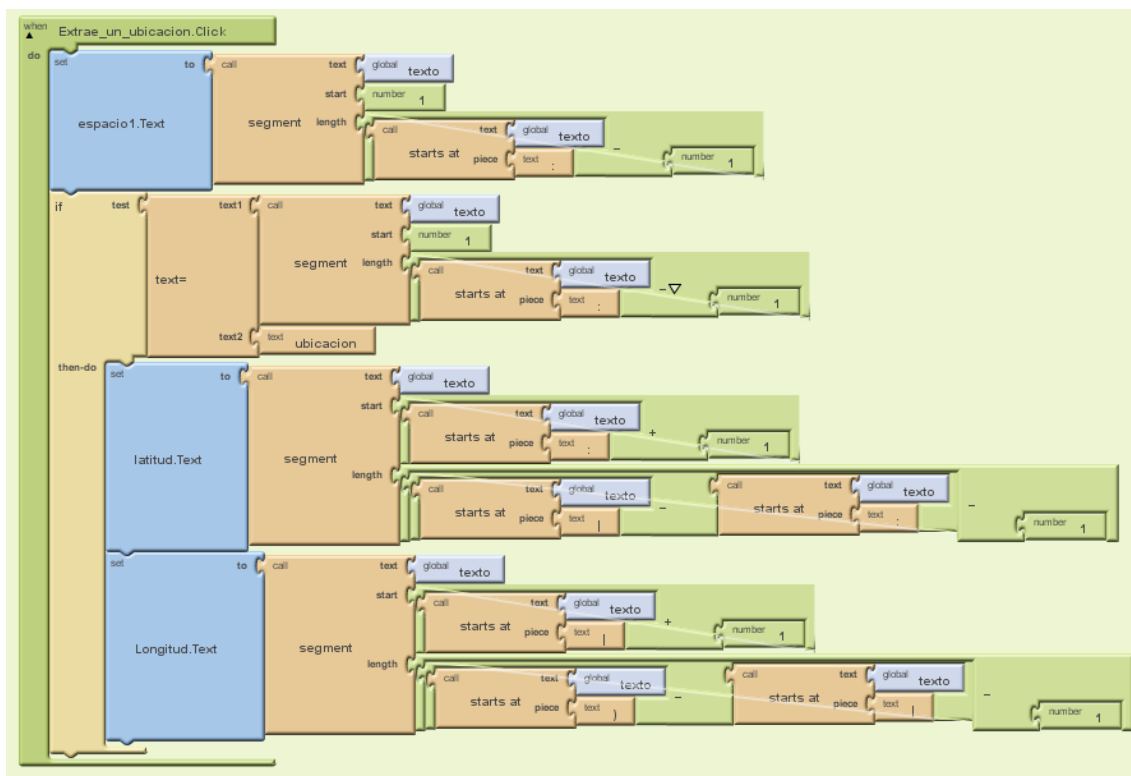 when Extrae_un_ubicacion.Click
do
set espacio1.Text to
call segment text global texto
start number 1
length call starts at text global texto - number 1
piece text :
if test text= text1 call segment text global texto
start number 1
length call starts at text global texto - number 1
piece text :
text2 text ubicacion
then-do
set latitud.Text to
call segment text global texto
start call starts at text global texto + number 1
piece text :
length call starts at text global texto - call starts at text global texto - number 1
piece text | piece text :
set Longitud.Text to
call segment text global texto
start call starts at text global texto + number 1
piece text |
length call starts at text global texto - call starts at text global texto - number 1
piece text ) piece text |